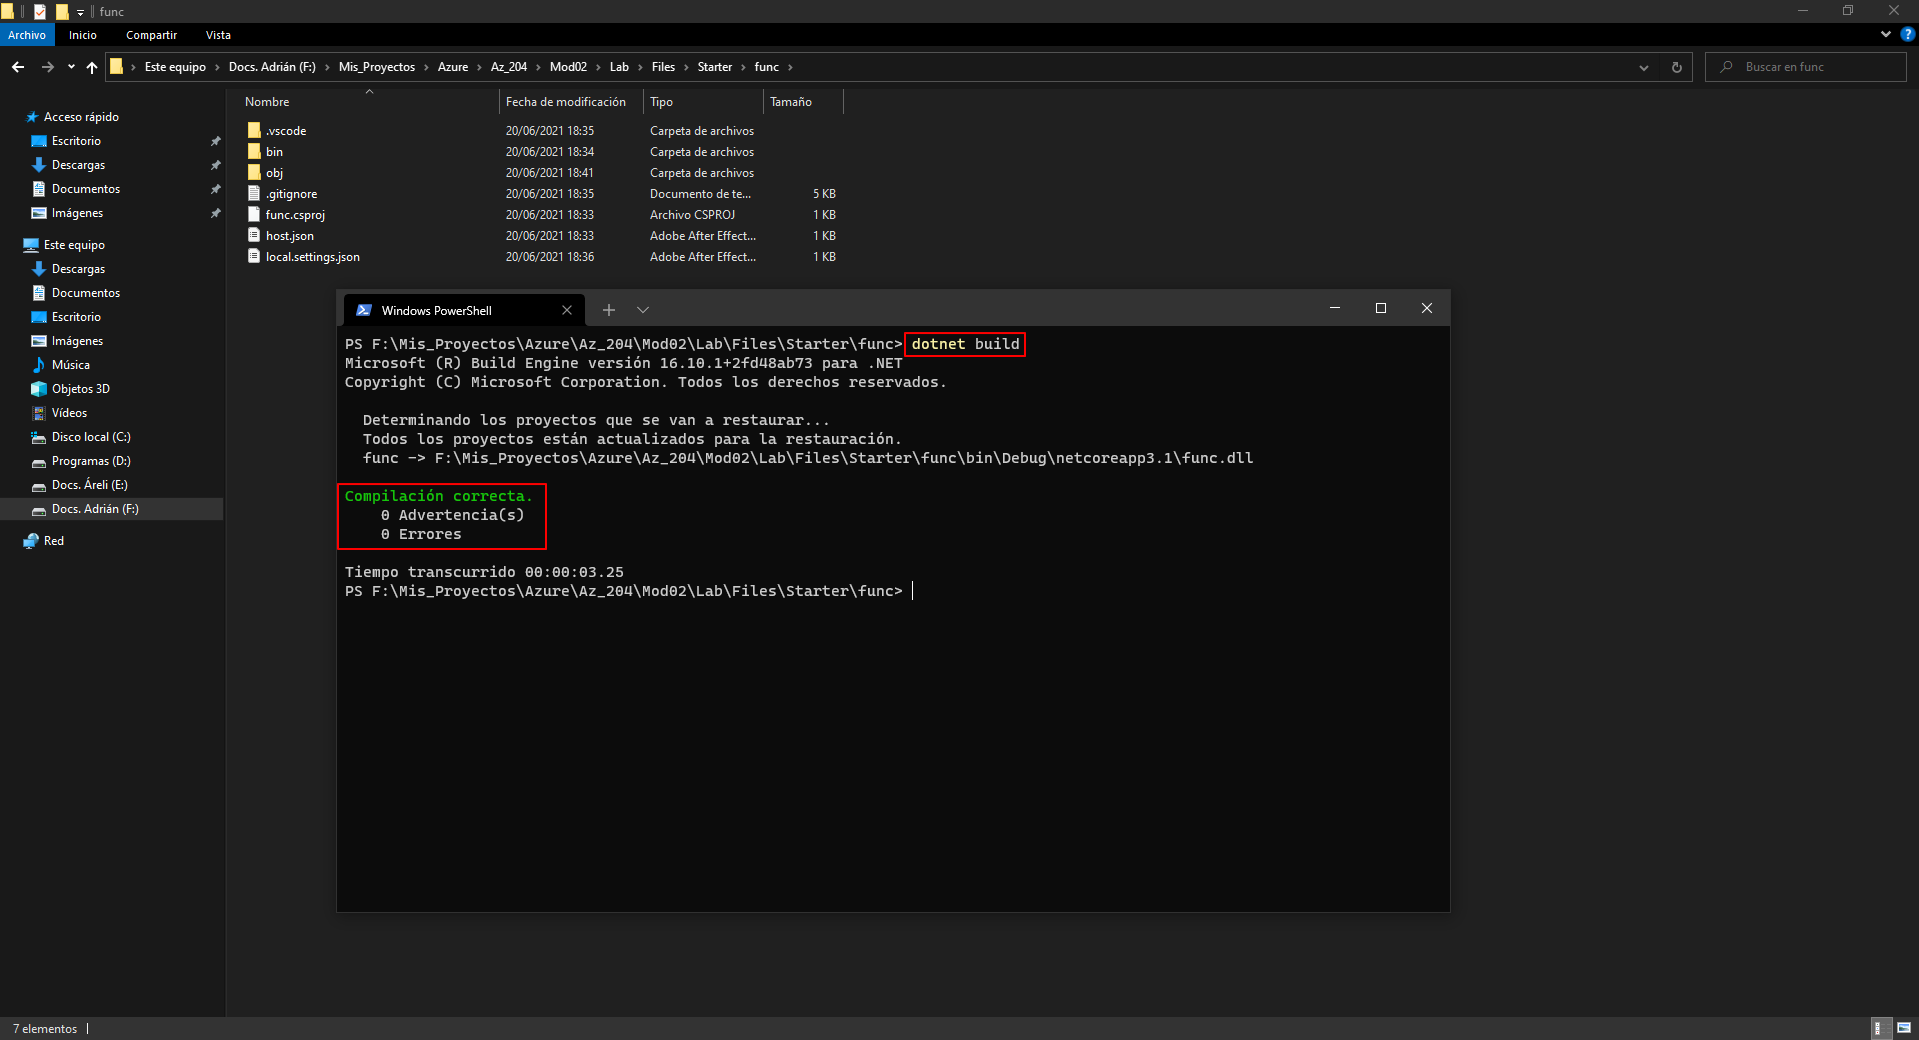 func
Archivo Inicio Compartir Vista
Este equipo Docs. Adrián (F:) Mis_Proyectos Azure Az_204 Mod02 Lab Files Starter func
Buscar en func
Nombre Fecha de modificación Tipo Tamaño
.vscode 20/06/2021 18:35 Carpeta de archivos
bin 20/06/2021 18:34 Carpeta de archivos
obj 20/06/2021 18:41 Carpeta de archivos
.gitignore 20/06/2021 18:35 Documento de te... 5 KB
func.csproj 20/06/2021 18:33 Archivo CSPROJ 1 KB
host.json 20/06/2021 18:33 Adobe After Effect... 1 KB
local.settings.json 20/06/2021 18:36 Adobe After Effect... 1 KB
Acceso rápido
Escritorio
Descargas
Documentos
Imágenes
Este equipo
Descargas
Documentos
Escritorio
Imágenes
Música
Objetos 3D
Vídeos
Disco local (C:)
Programas (D:)
Docs. Áreli (E:)
Docs. Adrián (F:)
Red
Windows PowerShell
PS F:\Mis_Proyectos\Azure\Az_204\Mod02\Lab\Files\Starter\func> dotnet build
Microsoft (R) Build Engine versión 16.10.1+2fd48ab73 para .NET
Copyright (C) Microsoft Corporation. Todos los derechos reservados.
Determinando los proyectos que se van a restaurar...
Todos los proyectos están actualizados para la restauración.
func -> F:\Mis_Proyectos\Azure\Az_204\Mod02\Lab\Files\Starter\func\bin\Debug\netcoreapp3.1\func.dll
Compilación correcta.
0 Advertencia(s)
0 Errores
Tiempo transcurrido 00:00:03.25
PS F:\Mis_Proyectos\Azure\Az_204\Mod02\Lab\Files\Starter\func>
7 elementos